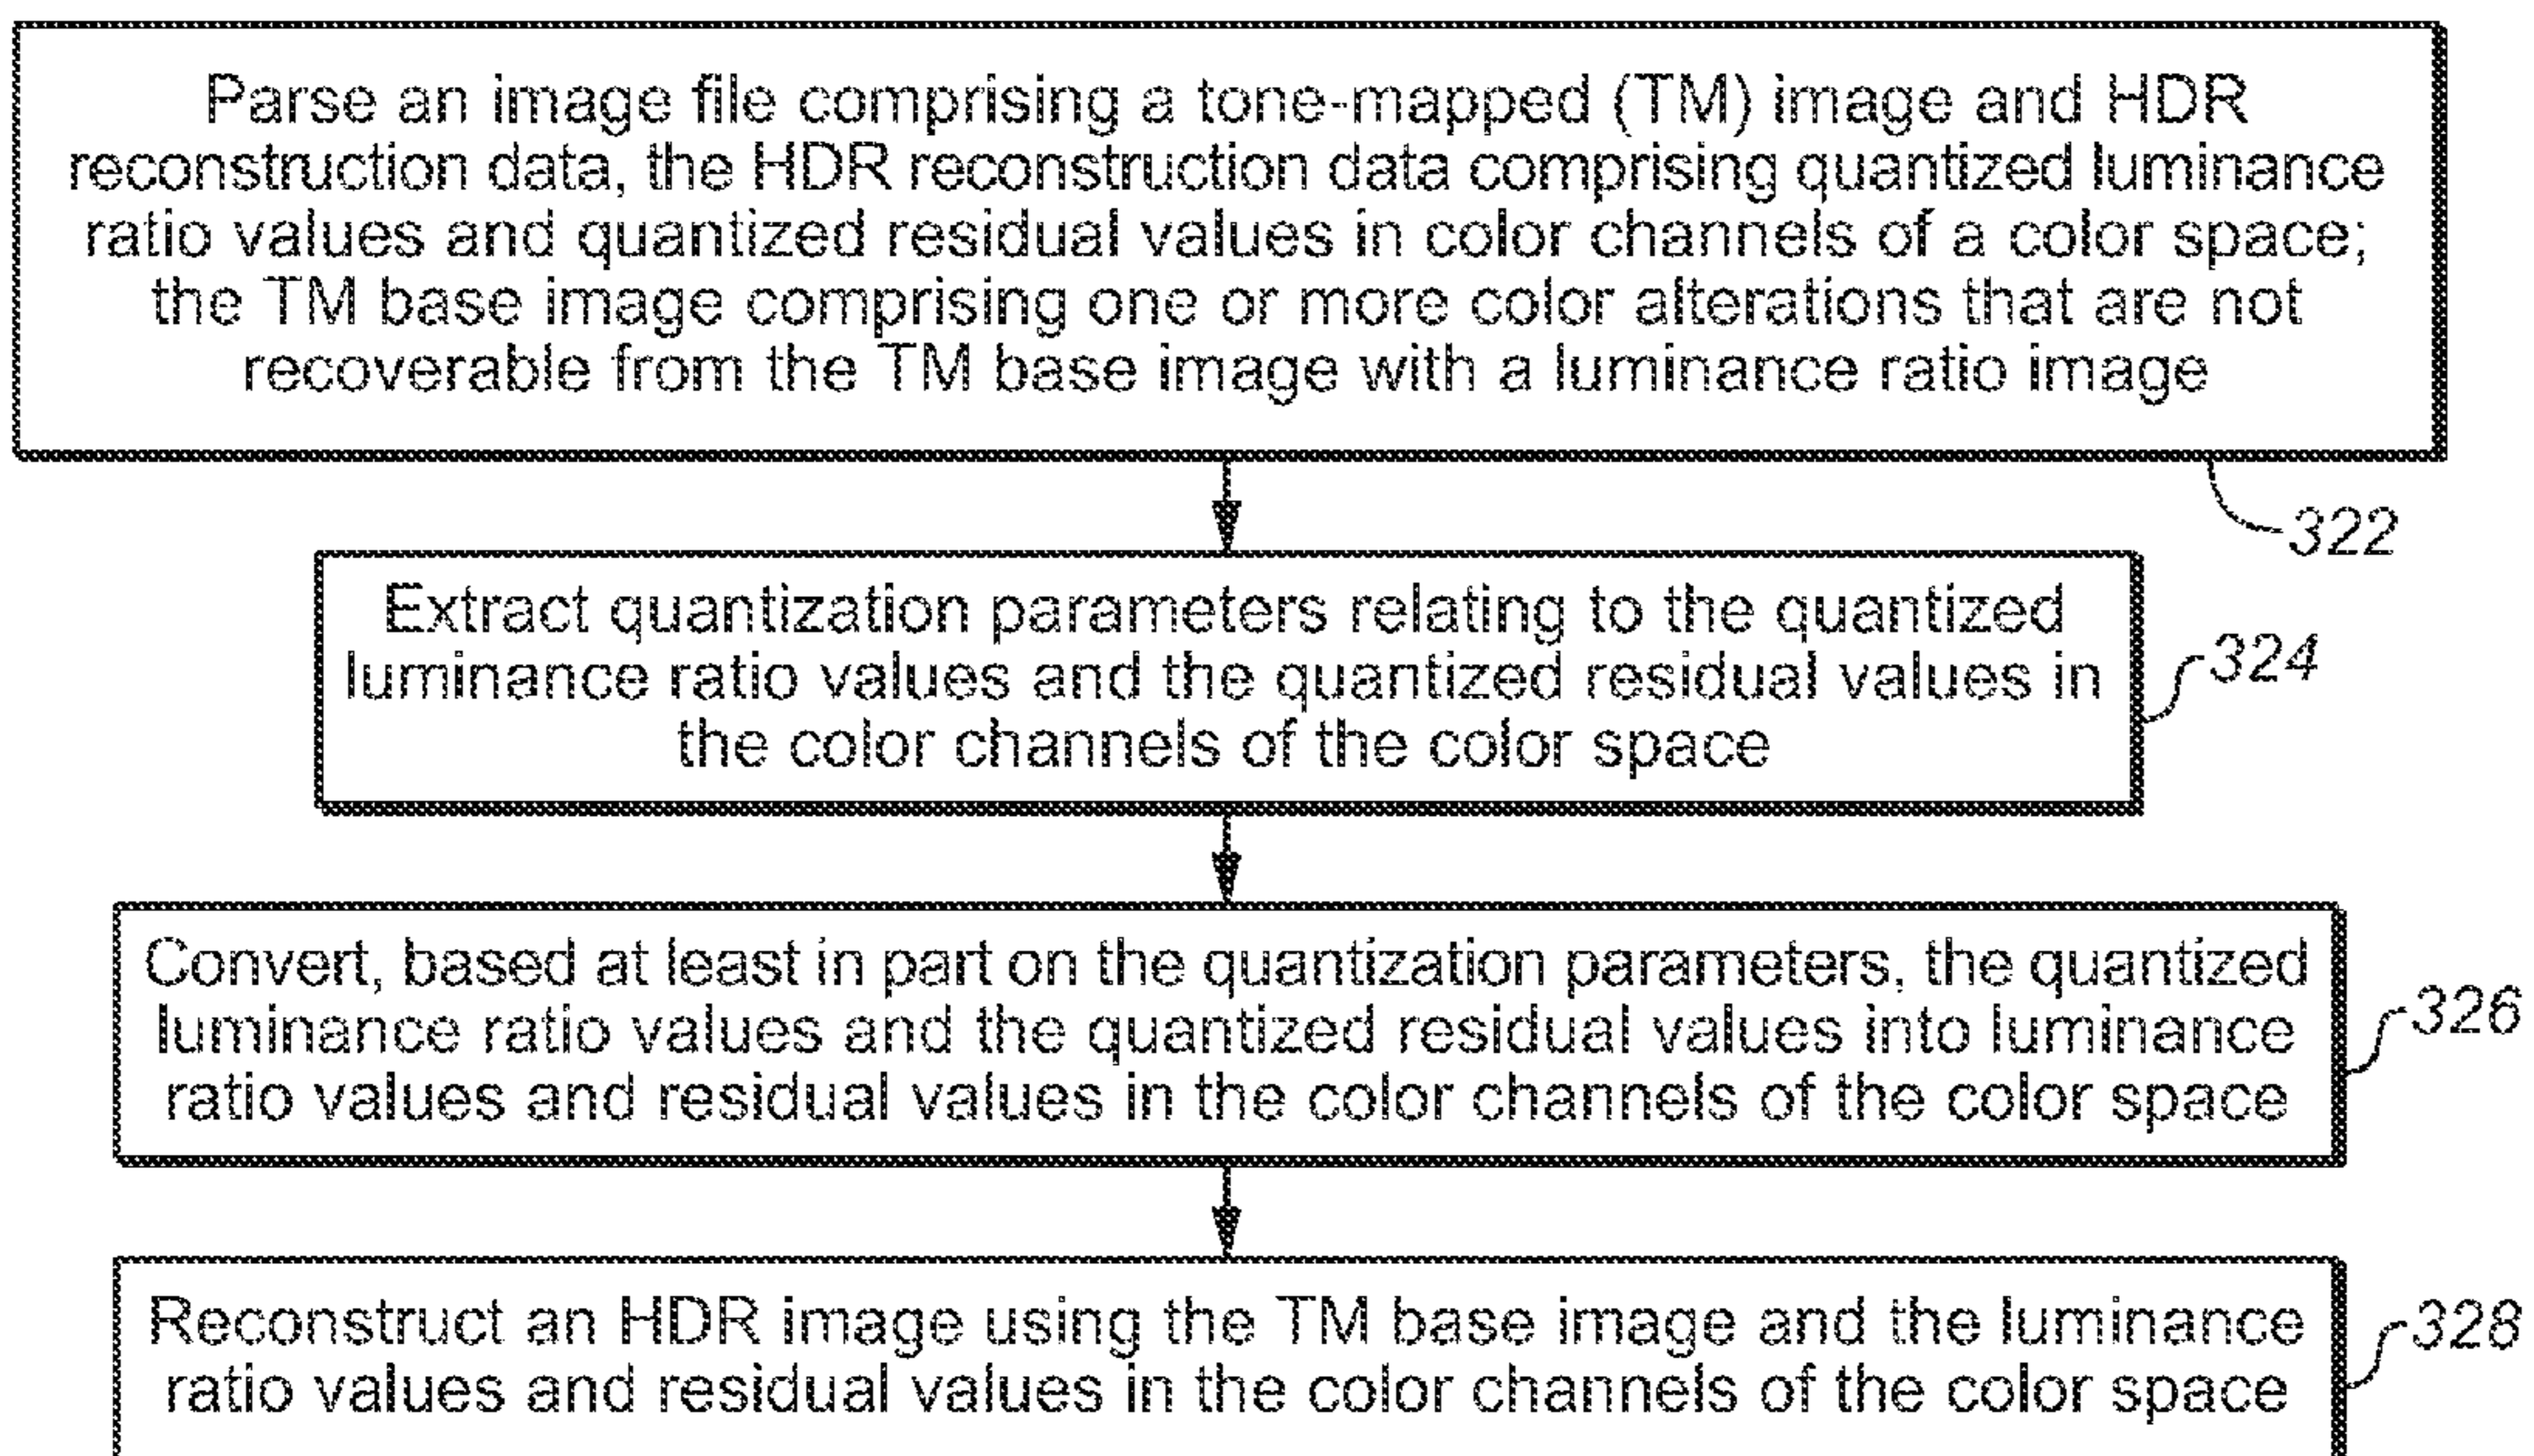 Parse an image file comprising a tone-mapped (TM) image and HDR
reconstruction data, the HDR reconstruction data comprising quantized luminance
ratio values and quantized residual values in color channels of a color space;
the TM base image comprising one or more color alterations that are not
recoverable from the TM base image with a luminance ratio image
322
Extract quantization parameters relating to the quantized
luminance ratio values and the quantized residual values in
the color channels of the color space
324
Convert, based at least in part on the quantization parameters, the quantized
luminance ratio values and the quantized residual values into luminance
ratio values and residual values in the color channels of the color space
326
Reconstruct an HDR image using the TM base image and the luminance
ratio values and residual values in the color channels of the color space
328